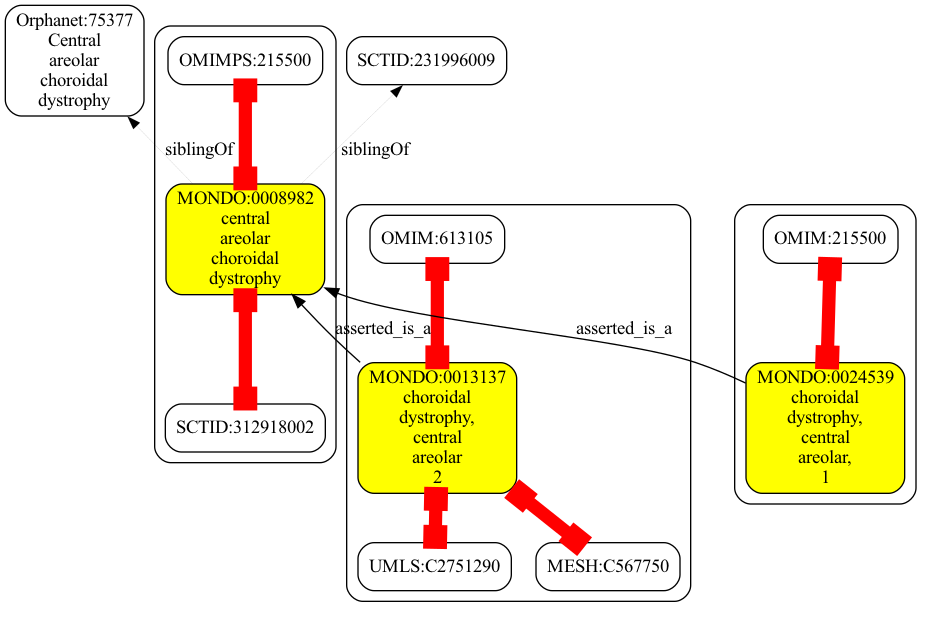 Orphanet:75377
Central
areolar
choroidal
dystrophy
OMIMPS:215500
SCTID:231996009
siblingOf
siblingOf
MONDO:0008982
central
areolar
choroidal
dystrophy
OMIM:613105
OMIM:215500
asserted_is_a
asserted_is_a
SCTID:312918002
MONDO:0013137
choroidal
dystrophy,
central
areolar
2
MONDO:0024539
choroidal
dystrophy,
central
areolar,
1
UMLS:C2751290
MESH:C567750